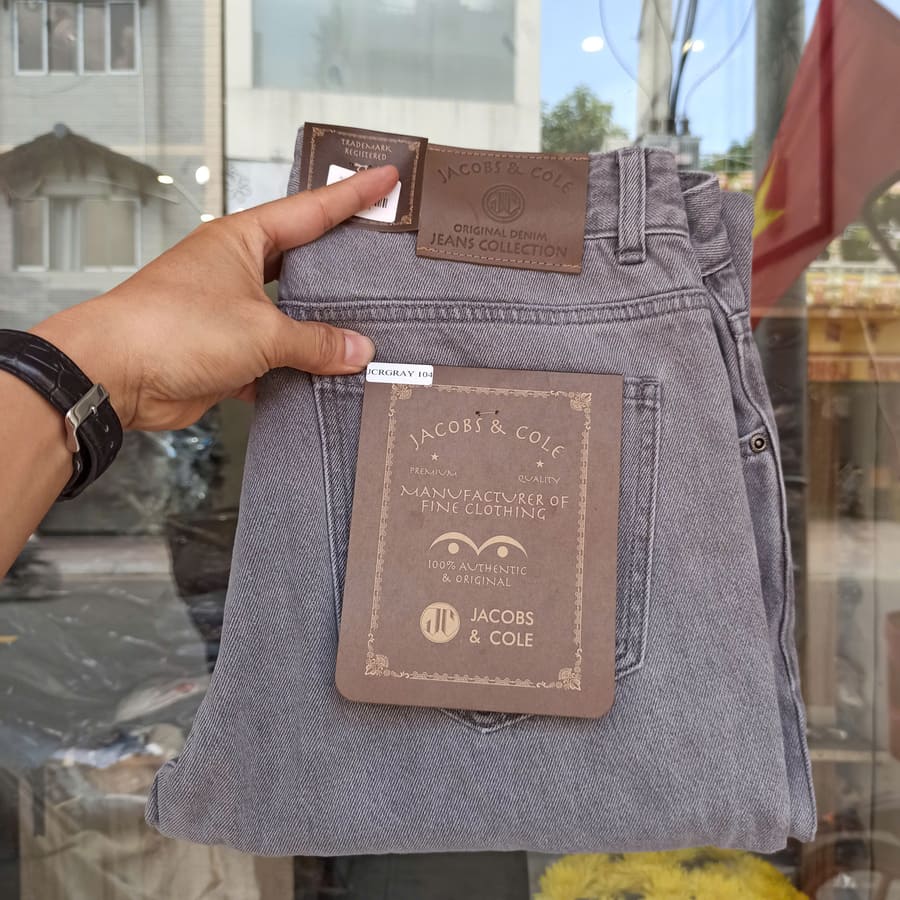 TRADEMARK
REGISTERED
JACOBS & COLE
ORIGINAL DENIM
JEANS COLLECTION
JCRGRAY 104
JACOBS & COLE
PREMIUM
QUALITY
MANUFACTURER OF
FINE CLOTHING
100% AUTHENTIC
& ORIGINAL
JACOBS
& COLE